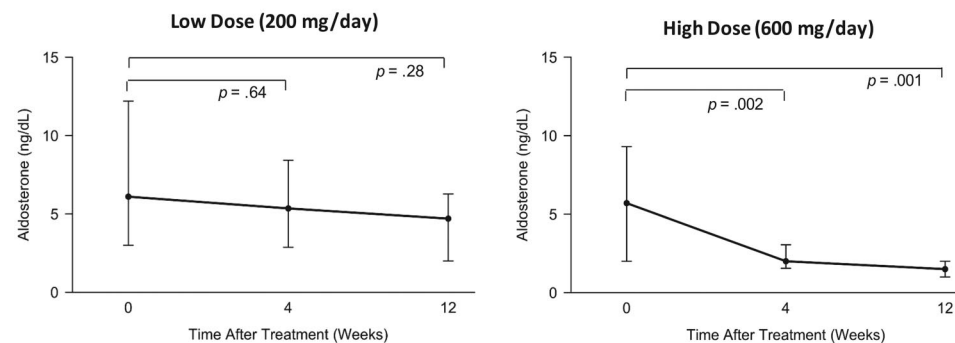 Low Dose (200 mg/day)
15
10
5
0
Aldosterone (ng/dL)
p = .28
p = .64
0 4 12
Time After Treatment (Weeks)
High Dose (600 mg/day)
15
10
5
0
Aldosterone (ng/dL)
p = .001
p = .002
0 4 12
Time After Treatment (Weeks)